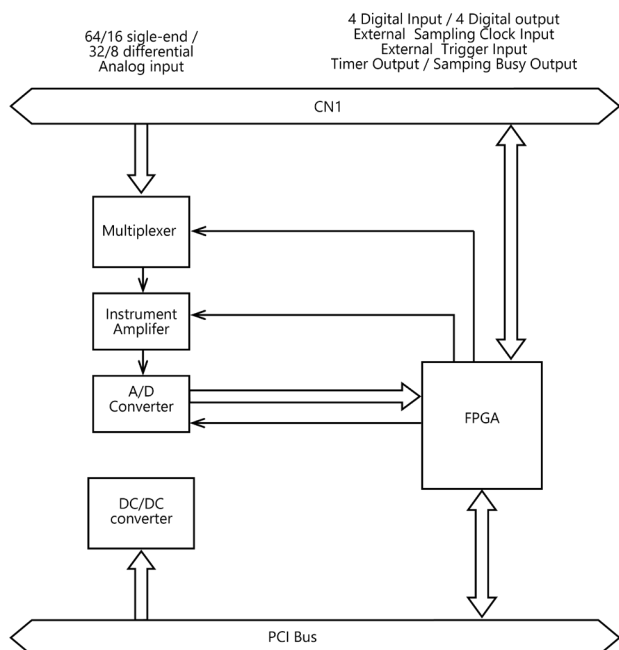 64/16 sigle-end /
32/8 differential
Analog input
4 Digital Input / 4 Digital output
External Sampling Clock Input
External Trigger Input
Timer Output / Samping Busy Output
CN1
Multiplexer
Instrument
Amplifer
A/D
Converter
FPGA
DC/DC
converter
PCI Bus